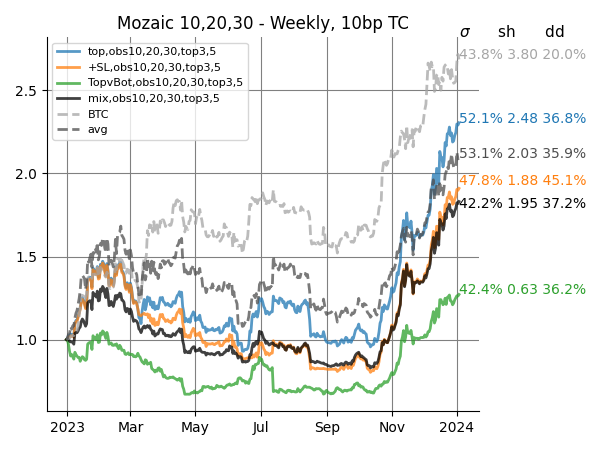 Mozaic 10,20,30 - Weekly, 10bp TC
σ sh dd
top,obs10,20,30,top3,5
+SL,obs10,20,30,top3,5
TopvBot,obs10,20,30,top3,5
mix,obs10,20,30,top3,5
BTC
avg
43.8% 3.80 20.0%
52.1% 2.48 36.8%
53.1% 2.03 35.9%
47.8% 1.88 45.1%
42.2% 1.95 37.2%
42.4% 0.63 36.2%
2.5
2.0
1.5
1.0
2023 Mar May Jul Sep Nov 2024